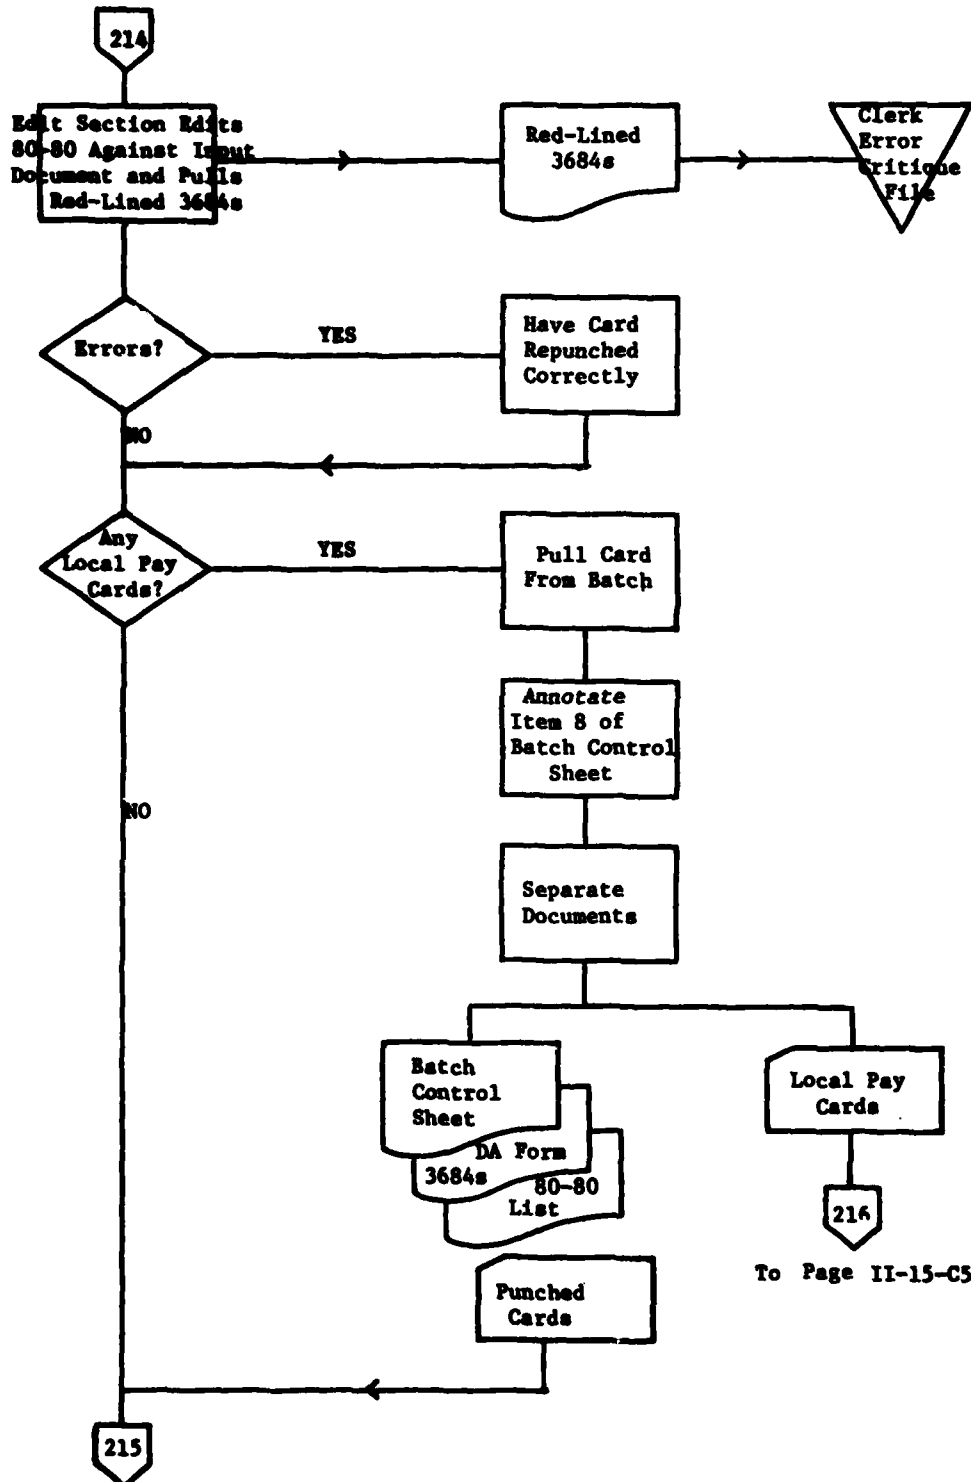 214
Edit Section Edits
80-80 Against Input
Document and Pulls
Red-Lined 3684s
Red-Lined
3684s
Clerk
Error
Critique
File
Errors?
YES
Have Card
Repunched
Correctly
NO
Any
Local Pay
Cards?
YES
Pull Card
From Batch
Annotate
Item 8 of
Batch Control
Sheet
NO
Separate
Documents
Batch
Control
Sheet
DA Form
3684s
80-80
List
Local Pay
Cards
216
To Page II-15-C5
Punched
Cards
215